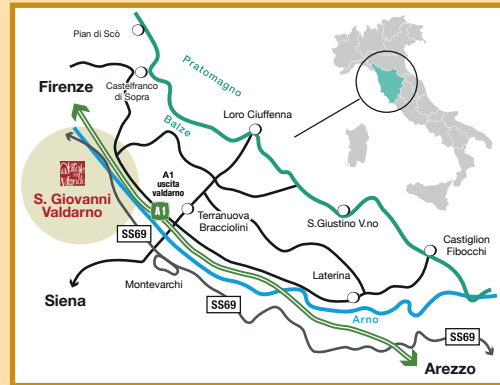 Pian di Scò
Pratomagno
Firenze
Castelfranco
di Sopra
Balze
Loro Ciuffenna
A1
uscita
valdarno
S. Giovanni
Valdarno
A1
Terranuova
Bracciolini
S.Giustino V.no
SS69
Castiglion
Fibocchi
Siena
Montevarchi
Laterina
SS69
Arno
SS69
Arezzo